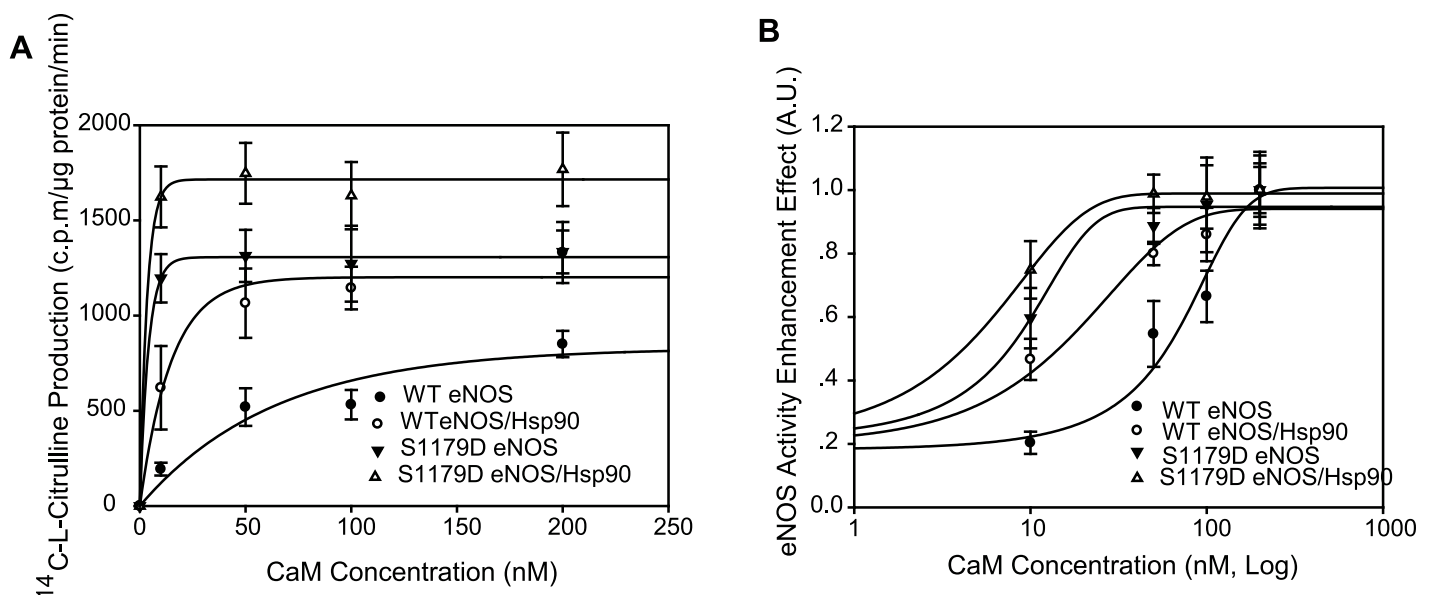 A
¹⁴C-L-Citrulline Production (c.p.m/µg protein/min)
2000
1500
1000
500
0
0 50 100 150 200 250
CaM Concentration (nM)
WT eNOS
WTeNOS/Hsp90
S1179D eNOS
S1179D eNOS/Hsp90
B
eNOS Activity Enhancement Effect (A.U.)
1.2
1.0
.8
.6
.4
.2
0.0
1 10 100 1000
CaM Concentration (nM, Log)
WT eNOS
WT eNOS/Hsp90
S1179D eNOS
S1179D eNOS/Hsp90